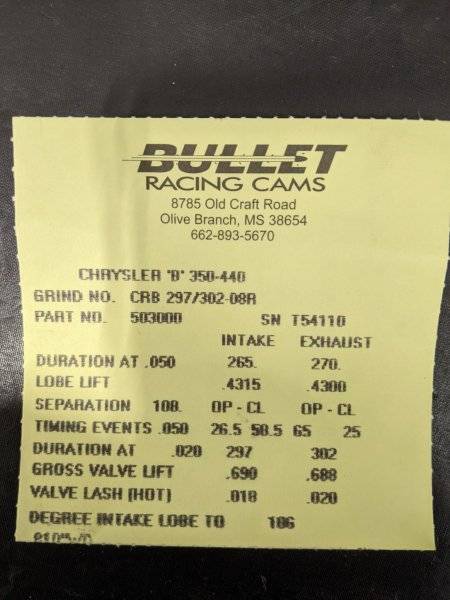 BULLET
RACING CAMS
8785 Old Craft Road
Olive Branch, MS 38654
662-893-5670
CHRYSLER 'B' 350-440
GRIND NO. CRB 297/302-08R
PART NO. 503000 SN T54110
INTAKE EXHAUST
DURATION AT .050 265. 270.
LOBE LIFT .4315 .4300
SEPARATION 108. OP - CL OP - CL
TIMING EVENTS .050 26.5 58.5 65 25
DURATION AT .020 297 302
GROSS VALVE LIFT .690 .688
VALVE LASH (HOT) .018 .020
DEGREE INTAKE LOBE TO 106